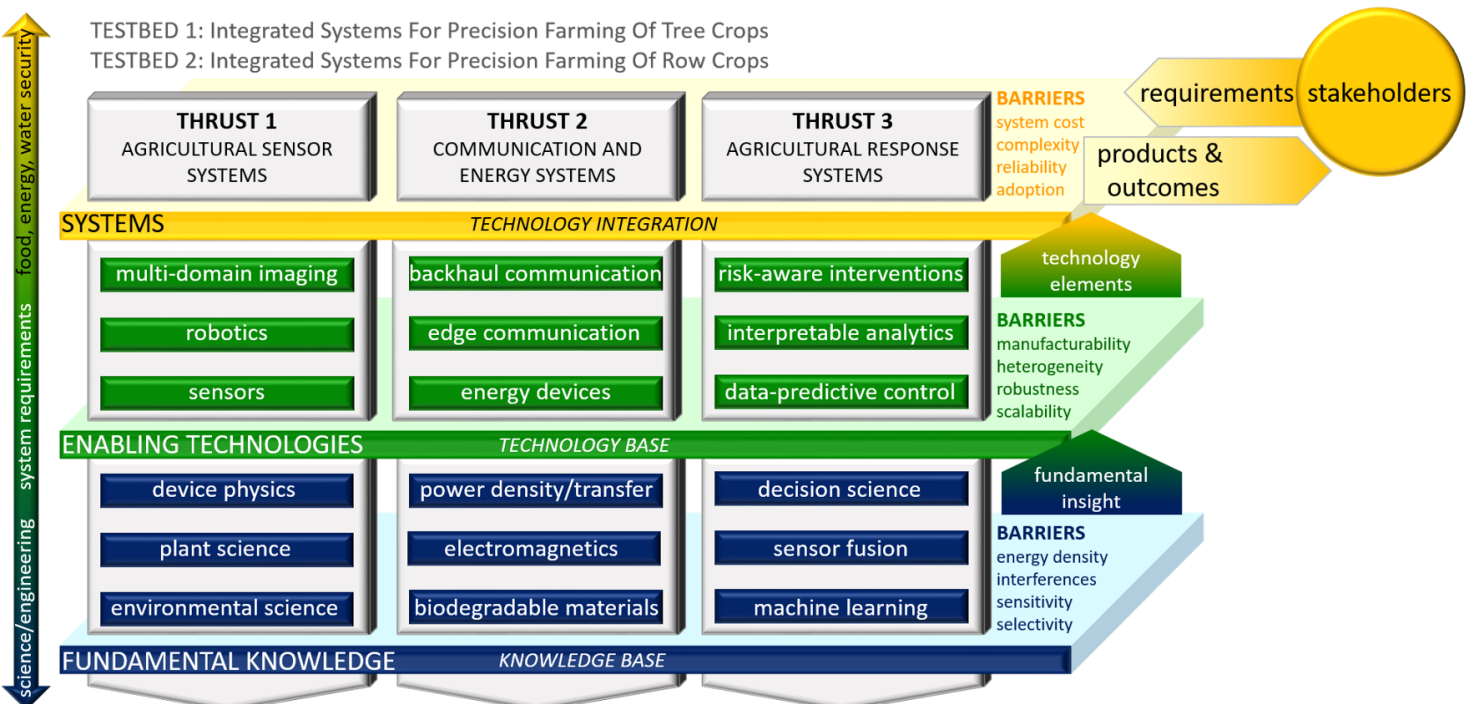 TESTBED 1: Integrated Systems For Precision Farming Of Tree Crops
TESTBED 2: Integrated Systems For Precision Farming Of Row Crops
food, energy, water security
system requirements
science/engineering
THRUST 1
AGRICULTURAL SENSOR
SYSTEMS
THRUST 2
COMMUNICATION AND
ENERGY SYSTEMS
THRUST 3
AGRICULTURAL RESPONSE
SYSTEMS
BARRIERS
system cost
complexity
reliability
adoption
requirements
stakeholders
products &
outcomes
SYSTEMS
TECHNOLOGY INTEGRATION
multi-domain imaging
robotics
sensors
backhaul communication
edge communication
energy devices
risk-aware interventions
interpretable analytics
data-predictive control
technology
elements
BARRIERS
manufacturability
heterogeneity
robustness
scalability
ENABLING TECHNOLOGIES
TECHNOLOGY BASE
device physics
plant science
environmental science
power density/transfer
electromagnetics
biodegradable materials
decision science
sensor fusion
machine learning
fundamental
insight
BARRIERS
energy density
interferences
sensitivity
selectivity
FUNDAMENTAL KNOWLEDGE
KNOWLEDGE BASE